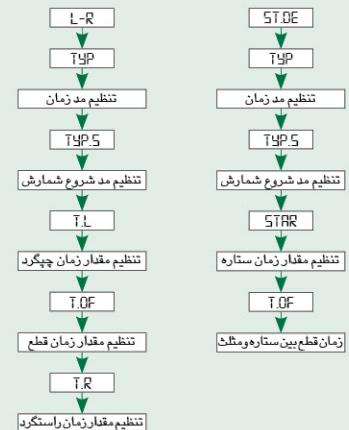 L-R
TYP
تنظیم مد زمان
TYP.S
تنظیم مد شروع شمارش
T.L
تنظیم مقدار زمان چپگرد
T.OF
تنظیم مقدار زمان قطع
T.R
تنظیم مقدار زمان راستگرد
ST.DE
TYP
تنظیم مد زمان
TYP.S
تنظیم مد شروع شمارش
STAR
تنظیم مقدار زمان ستاره
T.OF
زمان قطع بین ستاره و مثلث